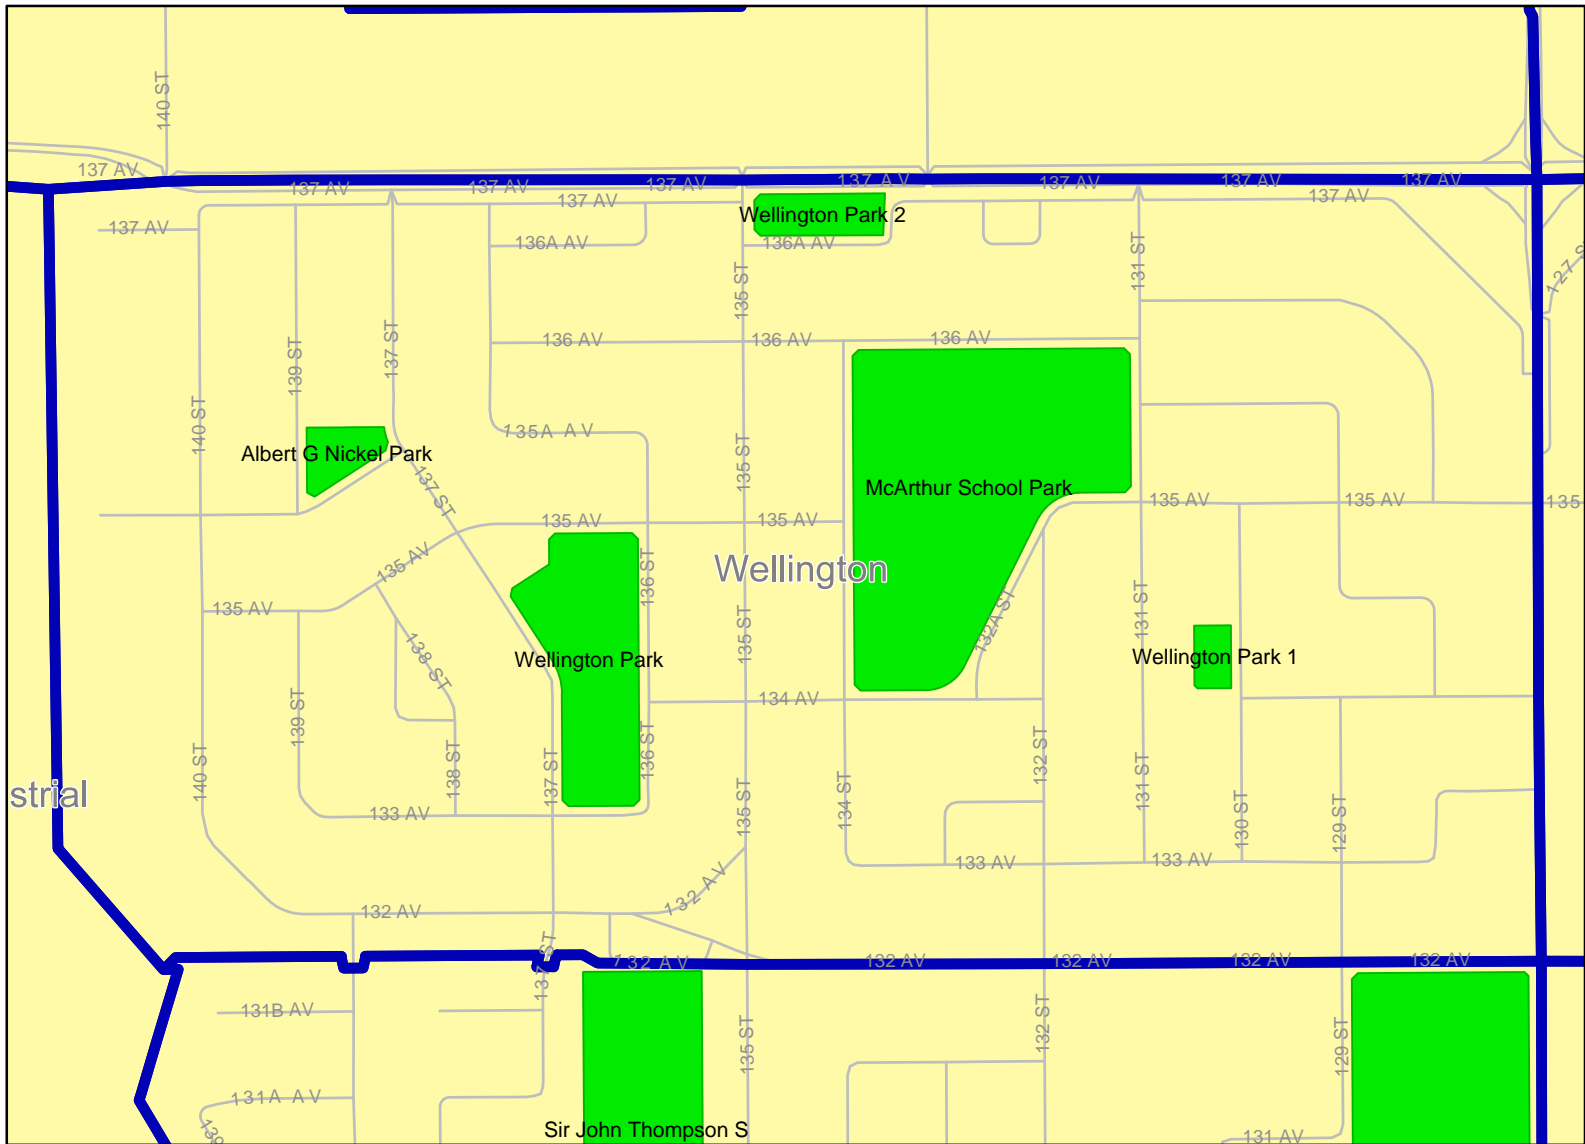 140 ST
137 AV
137 AV
137 AV
137 AV
137 AV
137 AV
137 AV
137 AV
137 AV
137 AV
137 AV
Wellington Park 2
136A AV
136A AV
131 ST
135 ST
127 S
139 ST
137 ST
136 AV
136 AV
136 AV
140 ST
135A AV
135 ST
Albert G Nickel Park
137 ST
McArthur School Park
135 AV
135 AV
135
135 AV
135 AV
135 AV
136 ST
Wellington
135 AV
131 ST
132A ST
135 ST
138 ST
Wellington Park
Wellington Park 1
134 AV
139 ST
136 ST
132 ST
140 ST
138 ST
137 ST
131 ST
strial
134 ST
135 ST
130 ST
129 ST
133 AV
133 AV
133 AV
132 AV
132 AV
137 ST
132 AV
132 AV
132 AV
132 AV
132 AV
131B AV
135 ST
132 ST
129 ST
131A AV
139
Sir John Thompson S
131 AV